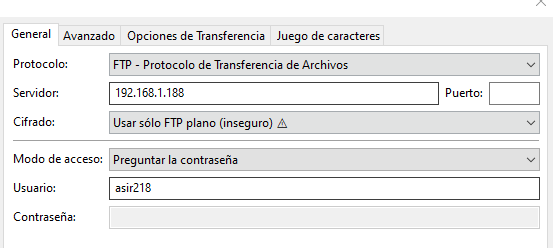 General Avanzado Opciones de Transferencia Juego de caracteres
Protocolo: FTP - Protocolo de Transferencia de Archivos
Servidor: 192.168.1.188 Puerto:
Cifrado: Usar sólo FTP plano (inseguro) ⚠
Modo de acceso: Preguntar la contraseña
Usuario: asir218
Contraseña: